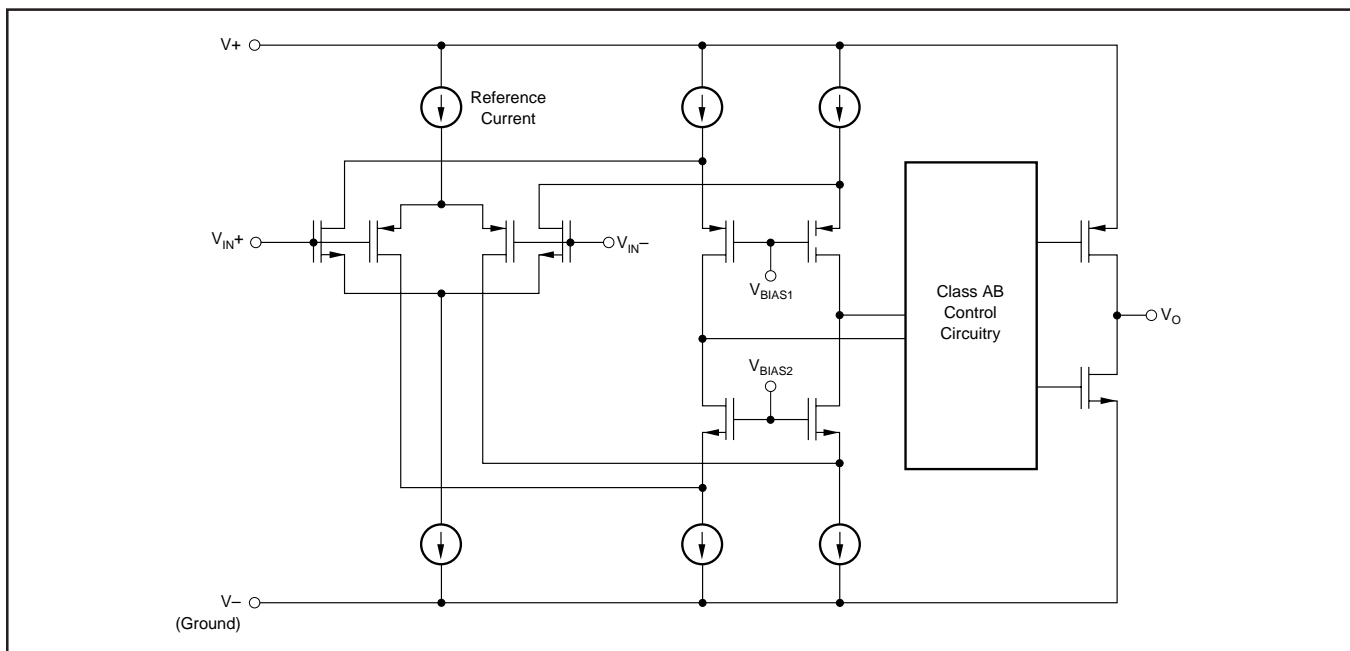 V+
Reference
Current
VIN+
VIN–
VBIAS1
Class AB
Control
Circuitry
VO
VBIAS2
V–
(Ground)